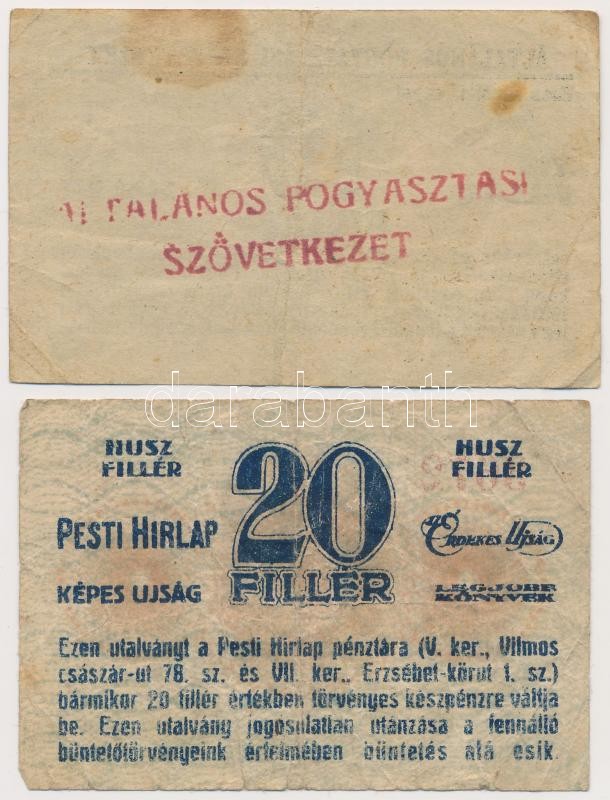 ÁLTALÁNOS FOGYASZTÁSI
SZÖVETKEZET
darabanth
HUSZ
FILLÉR
20
FILLÉR
HUSZ
FILLÉR
PESTI HIRLAP
AZ ÉRDEKES UJSÁG
KÉPES UJSÁG
LEGJOBB
KÖNYVEK
Ezen utalványt a Pesti Hirlap pénztára (V. ker., Vilmos
császár-ut 78. sz. és VII. ker., Erzsébet-körut 1. sz.)
bármikor 20 fillér értékben törvényes készpénzre váltja
be. Ezen utalvány jogosulatlan utánzása a fennálló
büntetőtörvényeink értelmében büntetés alá esik.